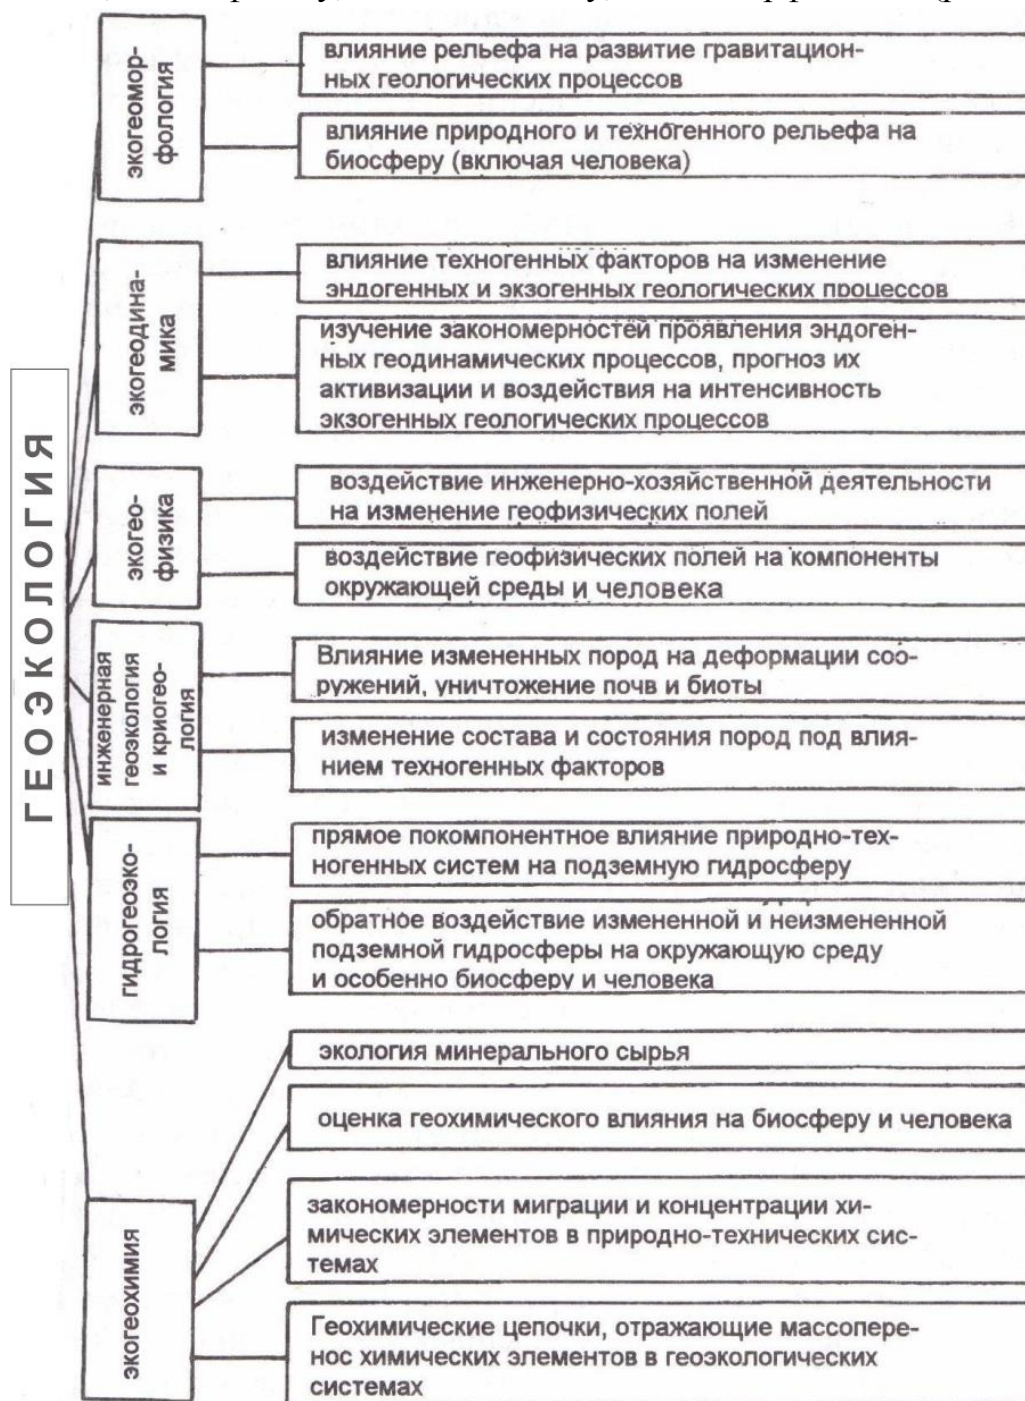 ГЕОЭКОЛОГИЯ
экогеомор-
фология
влияние рельефа на развитие гравитацион-
ных геологических процессов
влияние природного и техногенного рельефа на
биосферу (включая человека)
экогеодина-
мика
влияние техногенных факторов на изменение
эндогенных и экзогенных геологических процессов
изучение закономерностей проявления эндоген-
ных геодинамических процессов, прогноз их
активизации и воздействия на интенсивность
экзогенных геологических процессов
экогео-
физика
воздействие инженерно-хозяйственной деятельности
на изменение геофизических полей
воздействие геофизических полей на компоненты
окружающей среды и человека
инженерная
геоэкология
и криогео-
логия
Влияние измененных пород на деформации соо-
ружений, уничтожение почв и биоты
изменение состава и состояния пород под влия-
нием техногенных факторов
гидрогеоэко-
логия
прямое покомпонентное влияние природно-тех-
ногенных систем на подземную гидросферу
обратное воздействие измененной и неизмененной
подземной гидросферы на окружающую среду
и особенно биосферу и человека
экогеохимия
экология минерального сырья
оценка геохимического влияния на биосферу и человека
закономерности миграции и концентрации хи-
мических элементов в природно-технических сис-
темах
Геохимические цепочки, отражающие массопере-
нос химических элементов в геоэкологических
системах